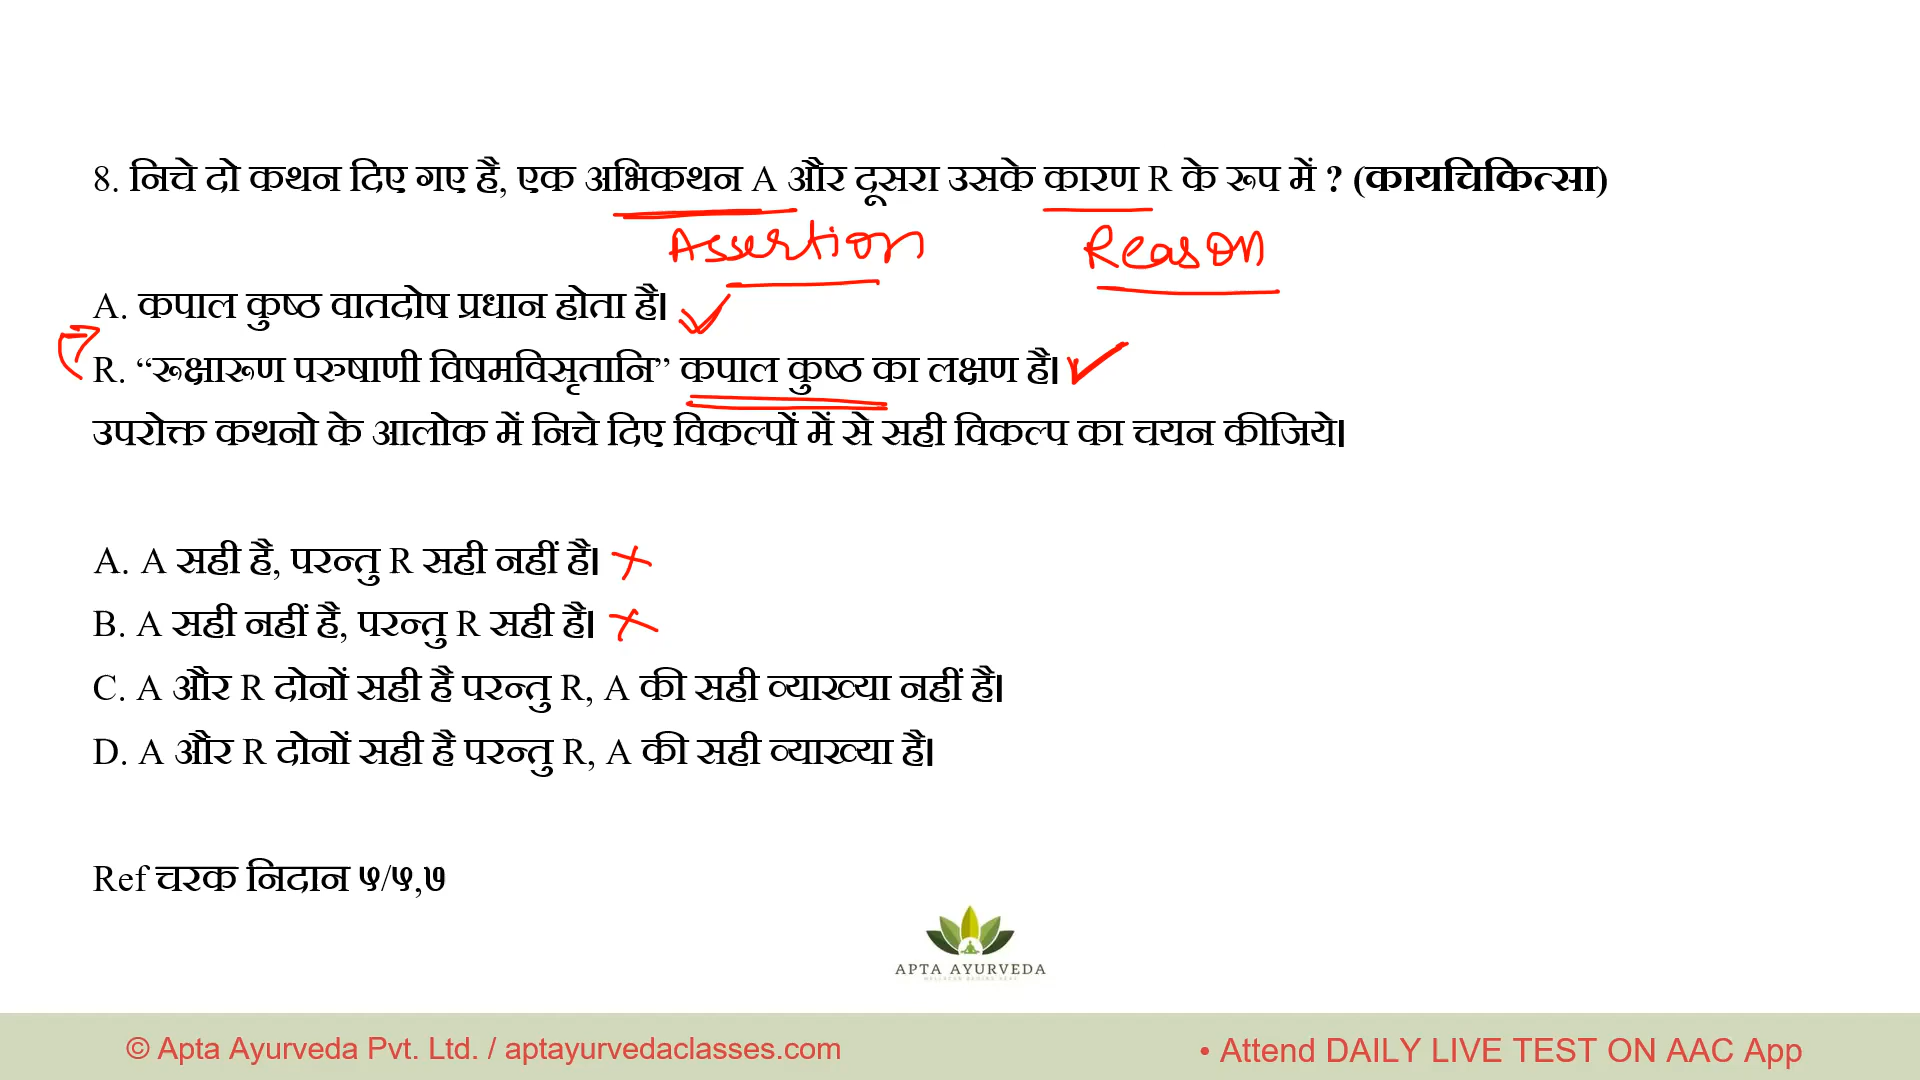 8. निचे दो कथन दिए गए है, एक अभिकथन A और दूसरा उसके कारण R के रूप में ? (कायचिकित्सा)
Assertion Reason
A. कपाल कुष्ठ वातदोष प्रधान होता है।
R. “रूक्षारूण परुषाणी विषमविसृतानि” कपाल कुष्ठ का लक्षण है।
उपरोक्त कथनो के आलोक में निचे दिए विकल्पों में से सही विकल्प का चयन कीजिये।
A. A सही है, परन्तु R सही नहीं है।
B. A सही नहीं है, परन्तु R सही है।
C. A और R दोनों सही है परन्तु R, A की सही व्याख्या नहीं है।
D. A और R दोनों सही है परन्तु R, A की सही व्याख्या है।
Ref चरक निदान ५/५,७
APTA AYURVEDA
© Apta Ayurveda Pvt. Ltd. / aptayurvedaclasses.com
• Attend DAILY LIVE TEST ON AAC App